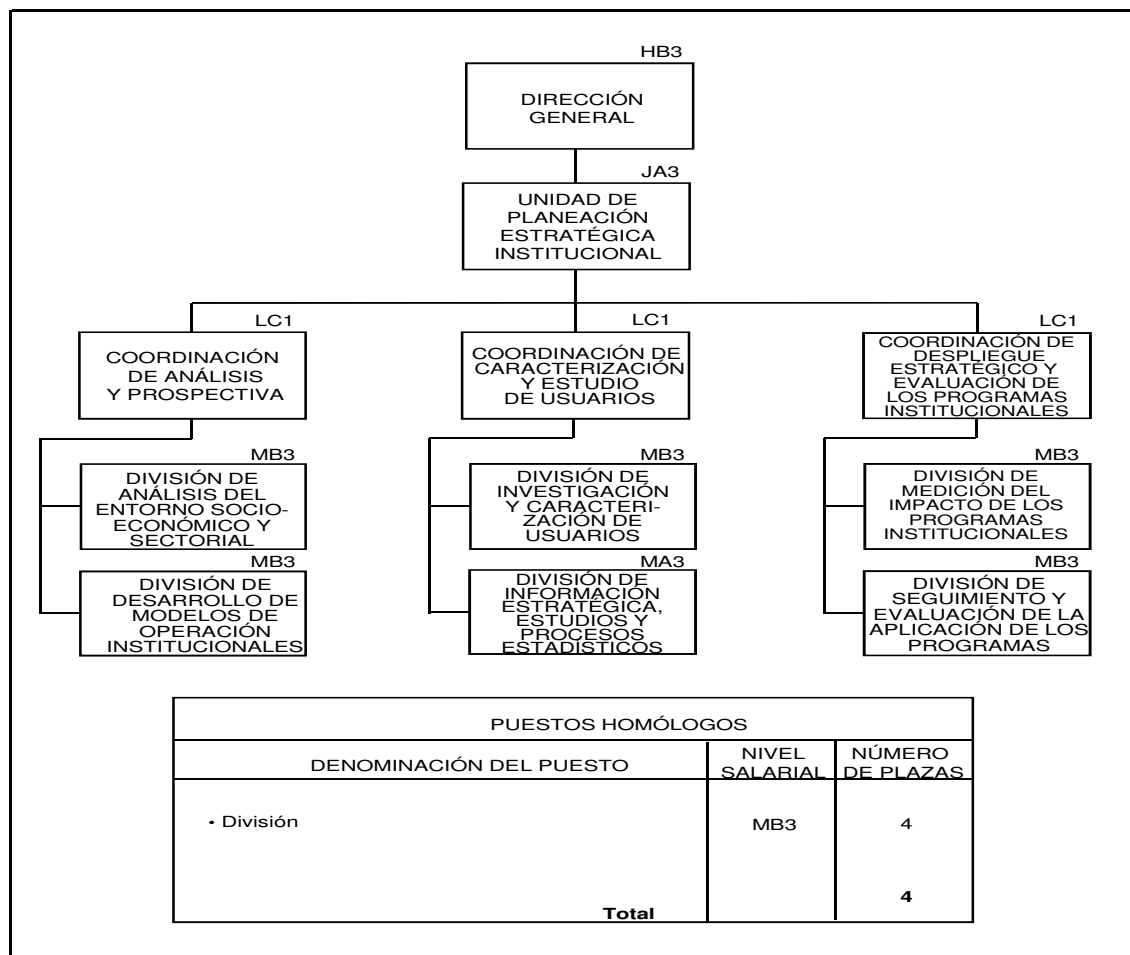 HB3
DIRECCIÓN
GENERAL
JA3
UNIDAD DE
PLANEACIÓN
ESTRATÉGICA
INSTITUCIONAL
LC1
COORDINACIÓN
DE ANÁLISIS
Y PROSPECTIVA
MB3
DIVISIÓN DE
ANÁLISIS DEL
ENTORNO SOCIO-
ECONÓMICO Y
SECTORIAL
MB3
DIVISIÓN DE
DESARROLLO DE
MODELOS DE
OPERACIÓN
INSTITUCIONALES
LC1
COORDINACIÓN DE
CARACTERIZACIÓN
Y ESTUDIO
DE USUARIOS
MB3
DIVISIÓN DE
INVESTIGACIÓN
Y CARACTERI-
ZACIÓN DE
USUARIOS
MA3
DIVISIÓN DE
INFORMACIÓN
ESTRATÉGICA,
ESTUDIOS Y
PROCESOS
ESTADÍSTICOS
LC1
COORDINACIÓN DE
DESPLIEGUE
ESTRATÉGICO Y
EVALUACIÓN DE
LOS PROGRAMAS
INSTITUCIONALES
MB3
DIVISIÓN DE
MEDICIÓN DEL
IMPACTO DE LOS
PROGRAMAS
INSTITUCIONALES
MB3
DIVISIÓN DE
SEGUIMIENTO Y
EVALUACIÓN DE LA
APLICACIÓN DE LOS
PROGRAMAS
PUESTOS HOMÓLOGOS
DENOMINACIÓN DEL PUESTO
NIVEL
SALARIAL
NÚMERO
DE PLAZAS
• División MB3 4
4
Total